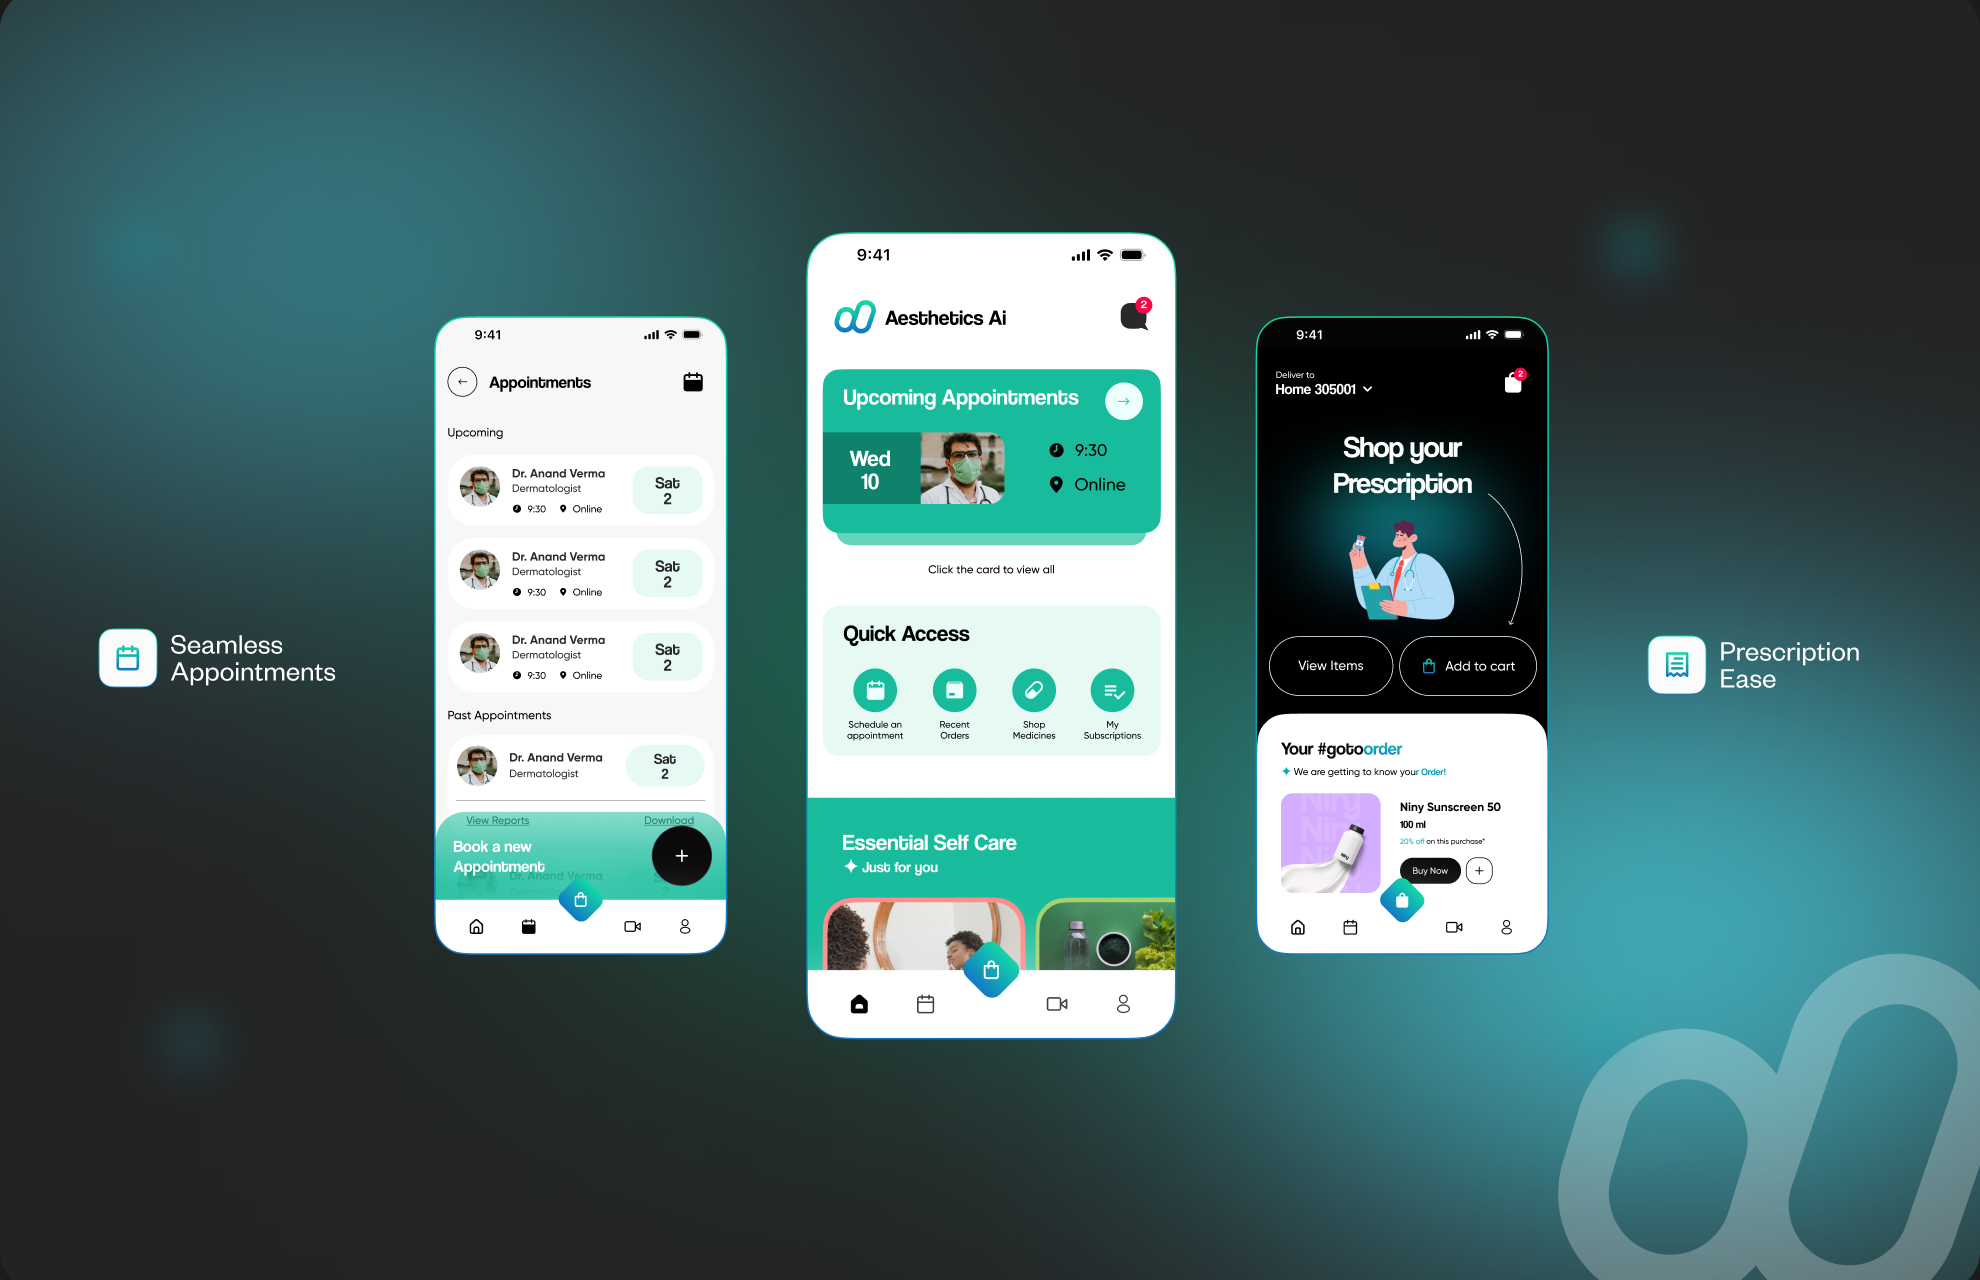 Seamless
Appointments
9:41
Appointments
Upcoming
Dr. Anand Verma
Dermatologist
9:30
Online
Sat
2
Dr. Anand Verma
Dermatologist
9:30
Online
Sat
2
Dr. Anand Verma
Dermatologist
9:30
Online
Sat
2
Past Appointments
Dr. Anand Verma
Dermatologist
Sat
2
View Reports
Download
Book a new
Appointment
Dr. Anand Verma
9:41
Aesthetics Ai
2
Upcoming Appointments
Wed
10
9:30
Online
Click the card to view all
Quick Access
Schedule an
appointment
Recent
Orders
Shop
Medicines
My
Subscriptions
Essential Self Care
Just for you
9:41
Deliver to
Home 305001
2
Shop your
Prescription
View Items
Add to cart
Your #gotoorder
We are getting to know your Order!
Niny
Niny
Niny
Niny Sunscreen 50
100 ml
20% off on this purchase*
Buy Now
Prescription
Ease